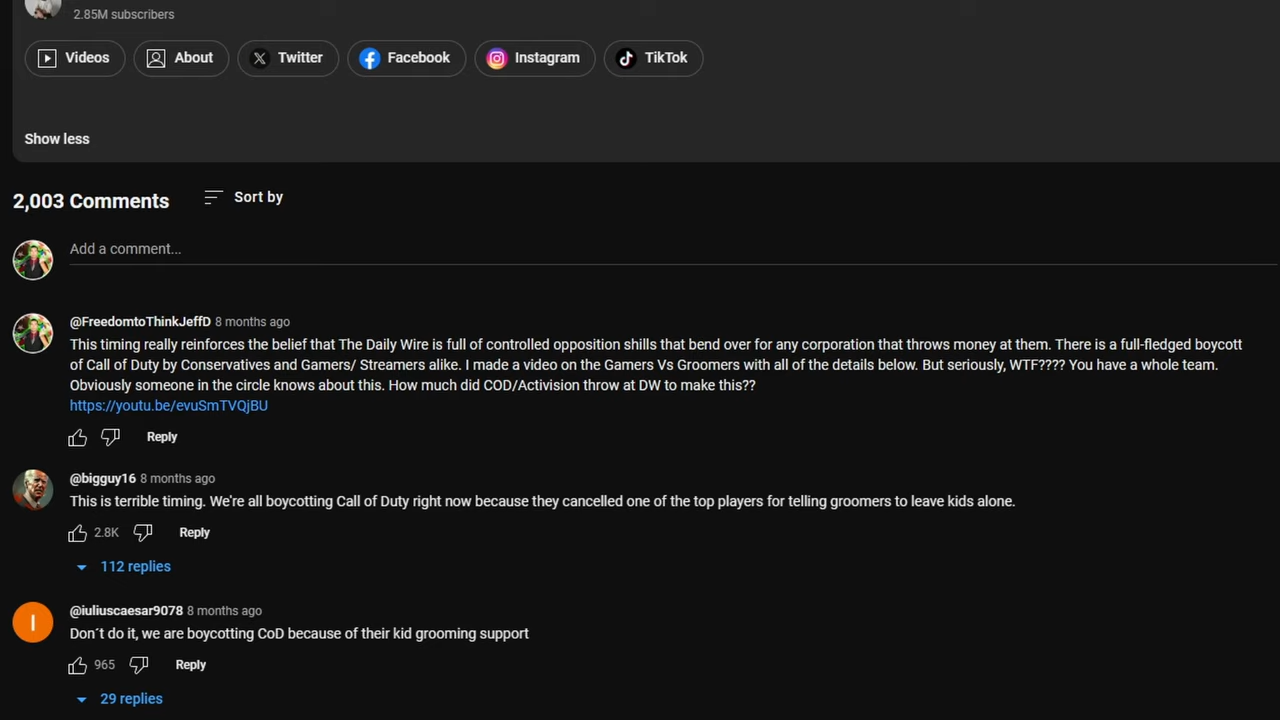 2.85M subscribers
Videos About Twitter Facebook Instagram TikTok
Show less
2,003 Comments Sort by
Add a comment...
@FreedomtoThinkJeffD 8 months ago
This timing really reinforces the belief that The Daily Wire is full of controlled opposition shills that bend over for any corporation that throws money at them. There is a full-fledged boycott
of Call of Duty by Conservatives and Gamers/ Streamers alike. I made a video on the Gamers Vs Groomers with all of the details below. But seriously, WTF???? You have a whole team.
Obviously someone in the circle knows about this. How much did COD/Activision throw at DW to make this??
https://youtu.be/evuSmTVQjBU
Reply
@bigguy16 8 months ago
This is terrible timing. We're all boycotting Call of Duty right now because they cancelled one of the top players for telling groomers to leave kids alone.
2.8K Reply
112 replies
I
@iuliuscaesar9078 8 months ago
Don´t do it, we are boycotting CoD because of their kid grooming support
965 Reply
29 replies